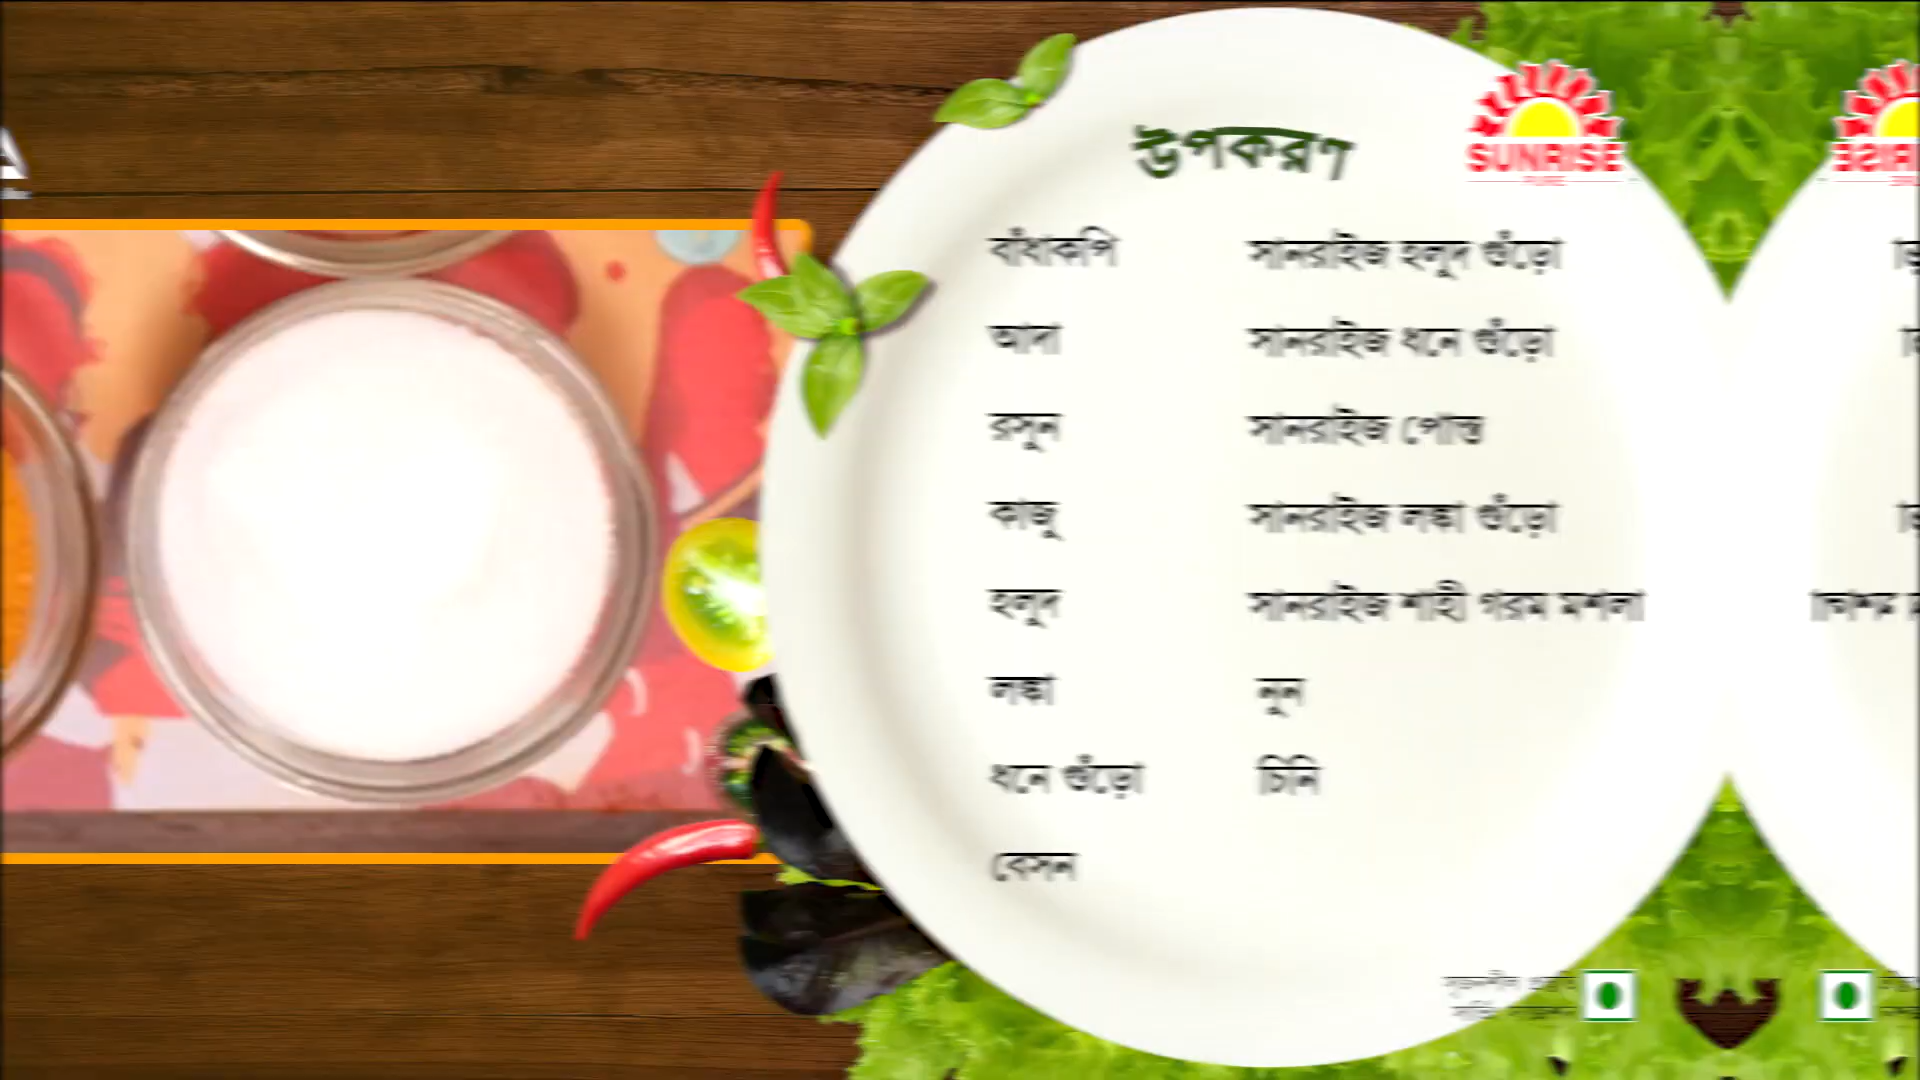 উপকরণ
SUNRISE
PURE
বাঁধাকপি
আদা
রসুন
কাজু
হলুদ
লঙ্কা
ধনে গুঁড়ো
বেসন
সানরাইজ হলুদ গুঁড়ো
সানরাইজ ধনে গুঁড়ো
সানরাইজ পোস্ত
সানরাইজ লঙ্কা গুঁড়ো
সানরাইজ শাহী গরম মশলা
নুন
চিনি